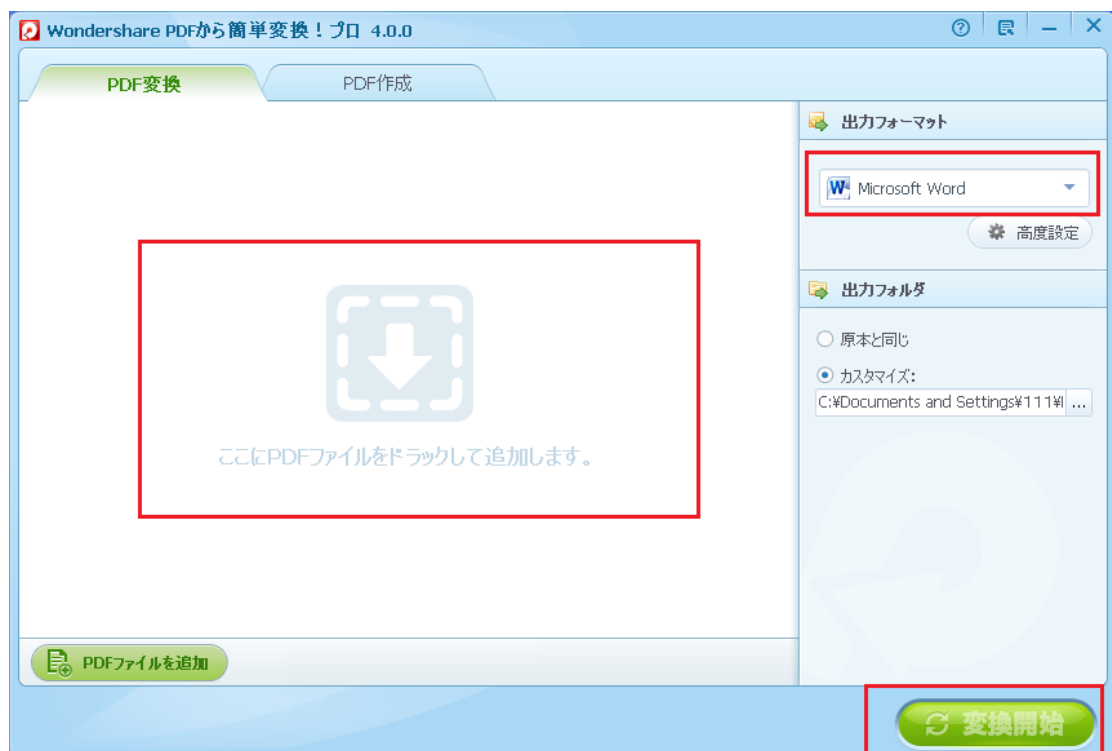 Wondershare PDFから簡単変換！プロ 4.0.0
PDF変換
PDF作成
出力フォーマット
Microsoft Word
高度設定
出力フォルダ
原本と同じ
カスタマイズ：
C:¥Documents and Settings¥111¥ ...
ここにPDFファイルをドラックして追加します。
PDFファイルを追加
変換開始